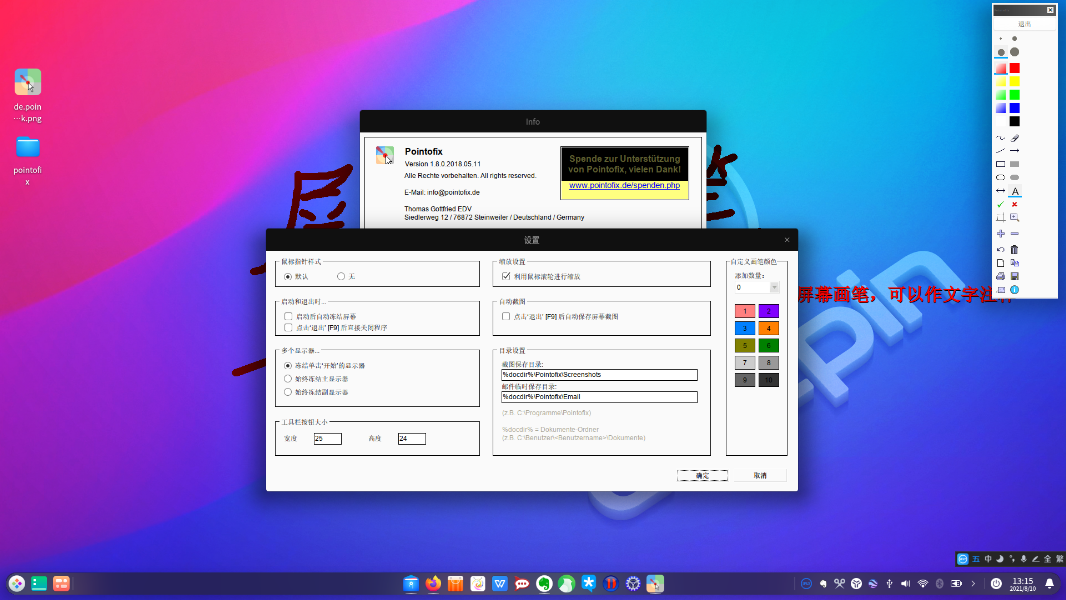 退出
de.poin
···k.png
pointofi
x
Info
Pointofix
Version 1.8.0.2018.05.11
Alle Rechte vorbehalten. All rights reserved.
E-Mail: info@pointofix.de
Thomas Gottfried EDV
Siedlerweg 12 / 76872 Steinweiler / Deutschland / Germany
Spende zur Unterstützung
von Pointofix, vielen Dank!
www.pointofix.de/spenden.php
屏幕画笔，可以作文字注释
设置
鼠标指针样式
默认
无
启动和退出时...
启动后自动冻结屏幕
点击'退出' [F9] 后直接关闭程序
多个显示器...
冻结单击'开始'的显示器
始终冻结主显示器
始终冻结副显示器
工具栏按钮大小
宽度
25
高度
24
缩放设置
利用鼠标滚轮进行缩放
自动截图
点击'退出' [F9] 后自动保存屏幕截图
目录设置
截图保存目录:
%docdir%\Pointofix\Screenshots
邮件临时保存目录:
%docdir%\Pointofix\Email
(z.B. C:\Programme\Pointofix)
%docdir% = Dokumente Ordner
(z.B. C:\Benutzer\<Benutzername>\Dokumente)
自定义画笔颜色
添加数量:
0
1
2
3
4
5
6
7
8
9
10
确定
取消
五 中 全 繁
13:15
2021/8/10